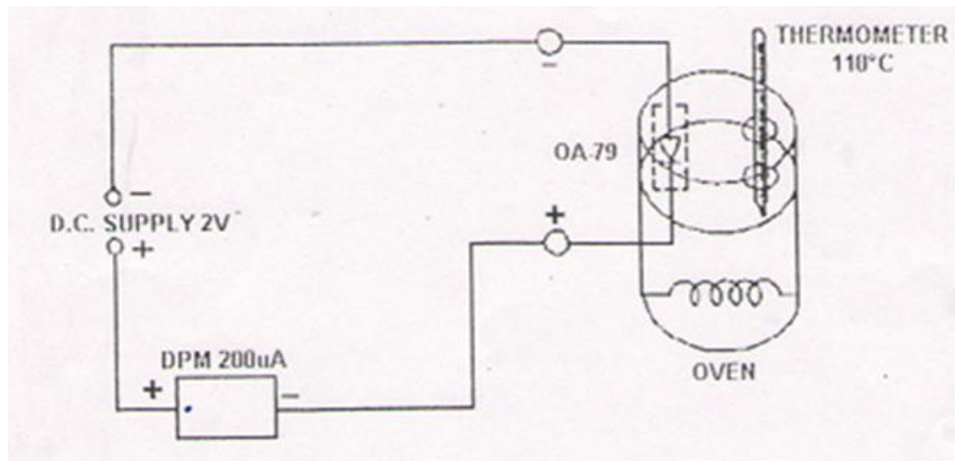 THERMOMETER
110°C
−
OA-79
−
D.C. SUPPLY 2V
+
+
DPM 200uA
+ −
OVEN